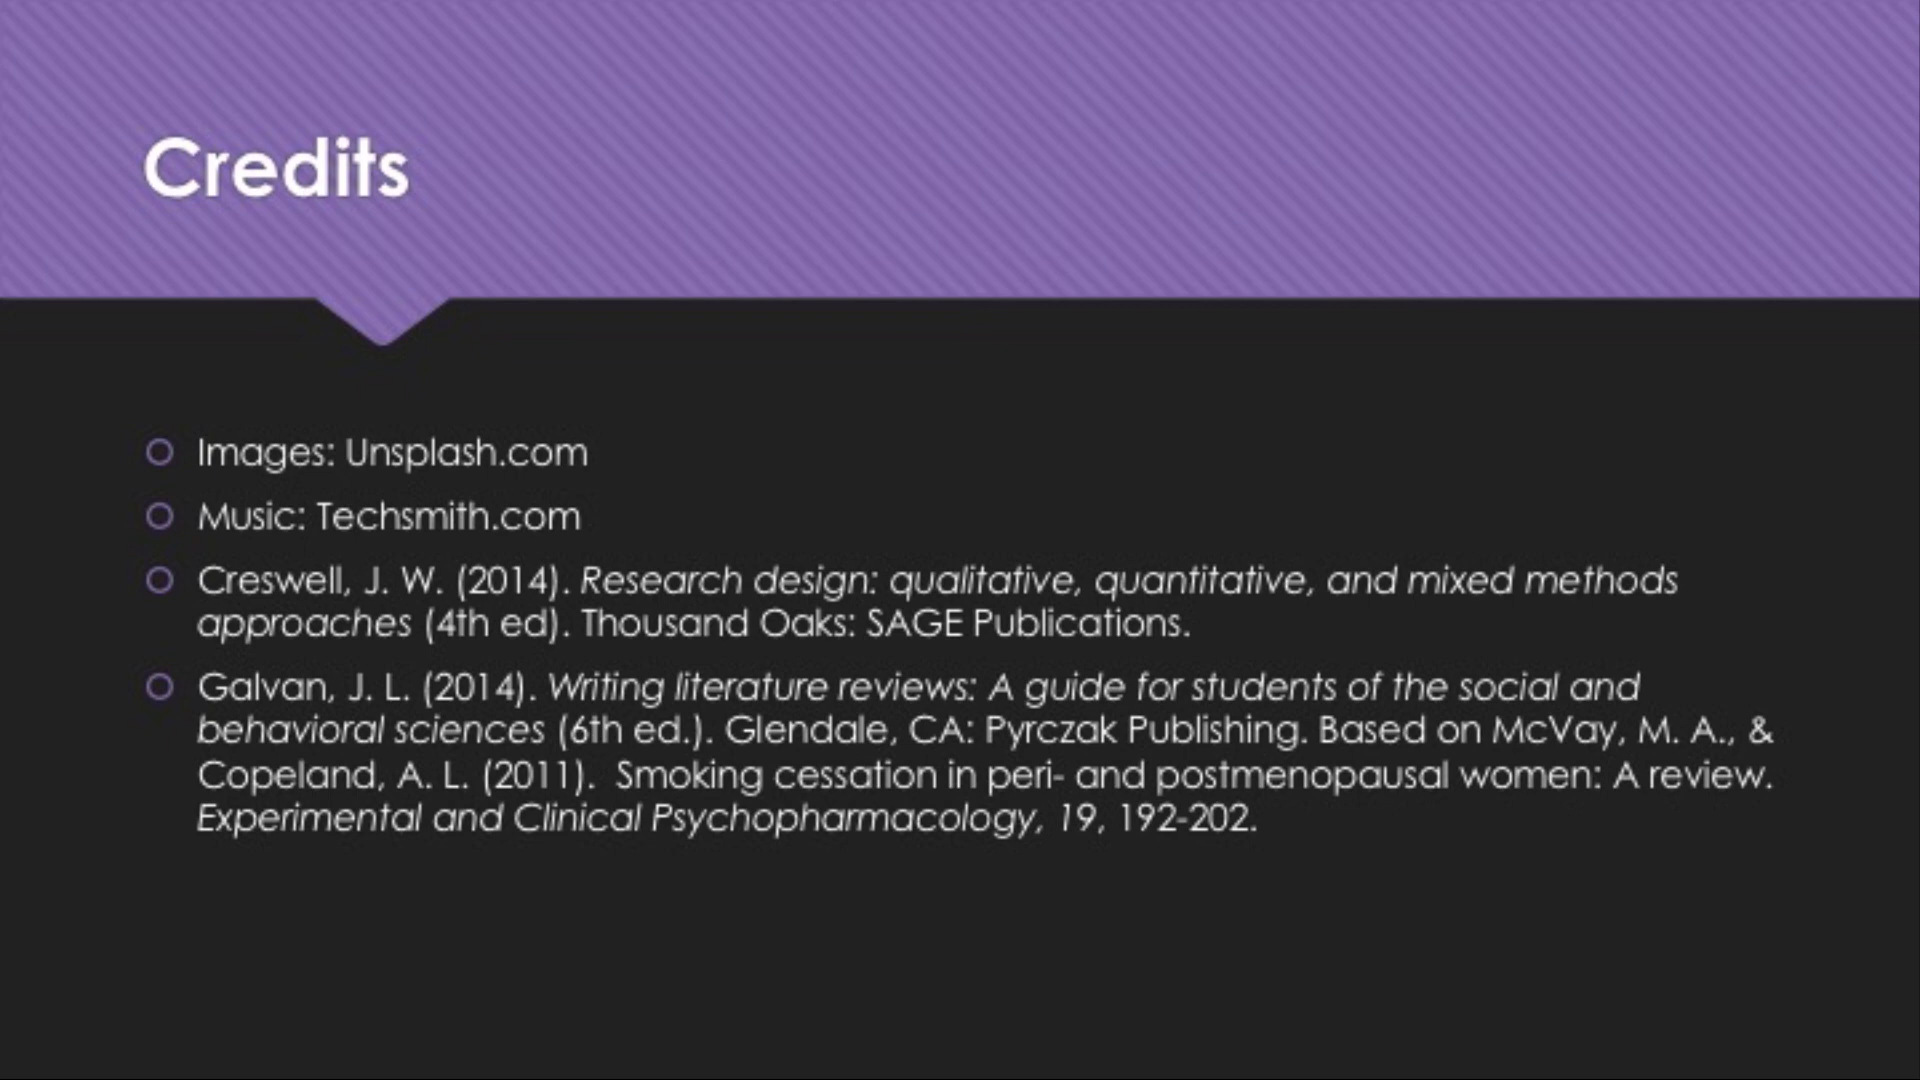 Credits
Images: Unsplash.com
Music: Techsmith.com
Creswell, J. W. (2014). Research design: qualitative, quantitative, and mixed methods
approaches (4th ed). Thousand Oaks: SAGE Publications.
Galvan, J. L. (2014). Writing literature reviews: A guide for students of the social and
behavioral sciences (6th ed.). Glendale, CA: Pyrczak Publishing. Based on McVay, M. A., &
Copeland, A. L. (2011).  Smoking cessation in peri- and postmenopausal women: A review.
Experimental and Clinical Psychopharmacology, 19, 192-202.